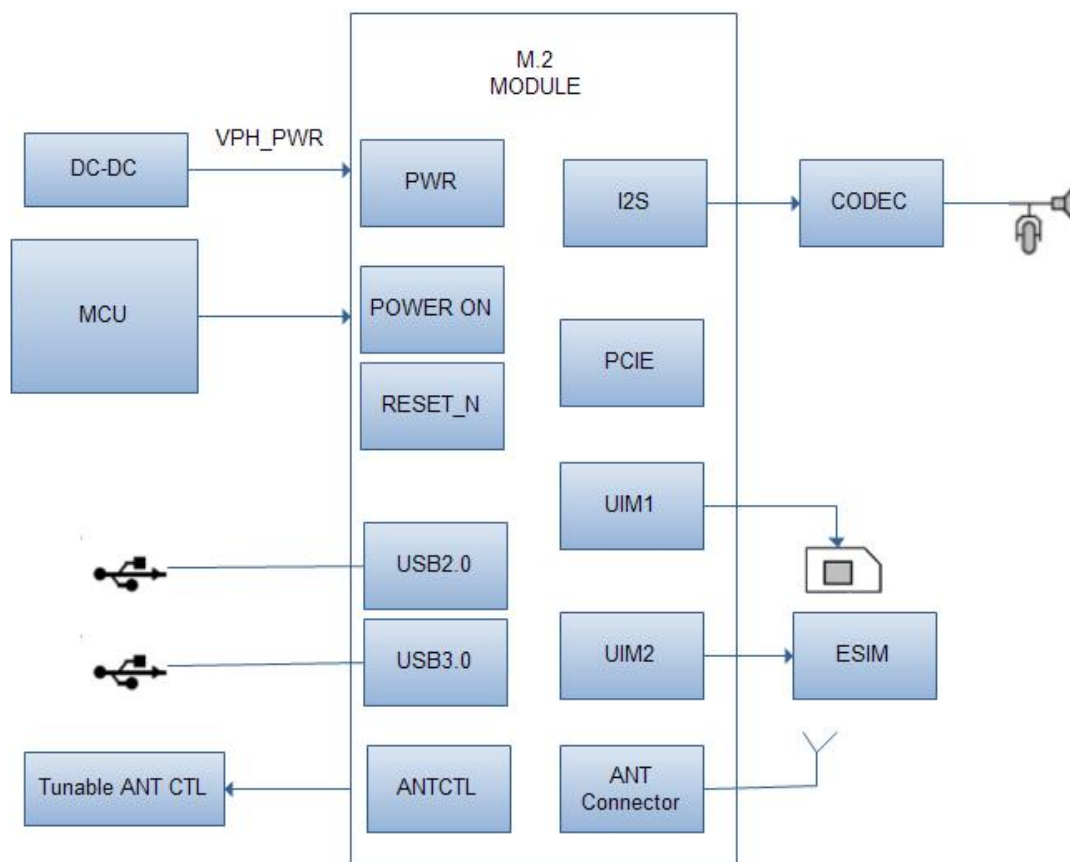 M.2
MODULE
VPH_PWR
DC-DC
PWR
I2S
CODEC
MCU
POWER ON
PCIE
RESET_N
UIM1
USB2.0
UIM2
ESIM
USB3.0
Tunable ANT CTL
ANTCTL
ANT
Connector